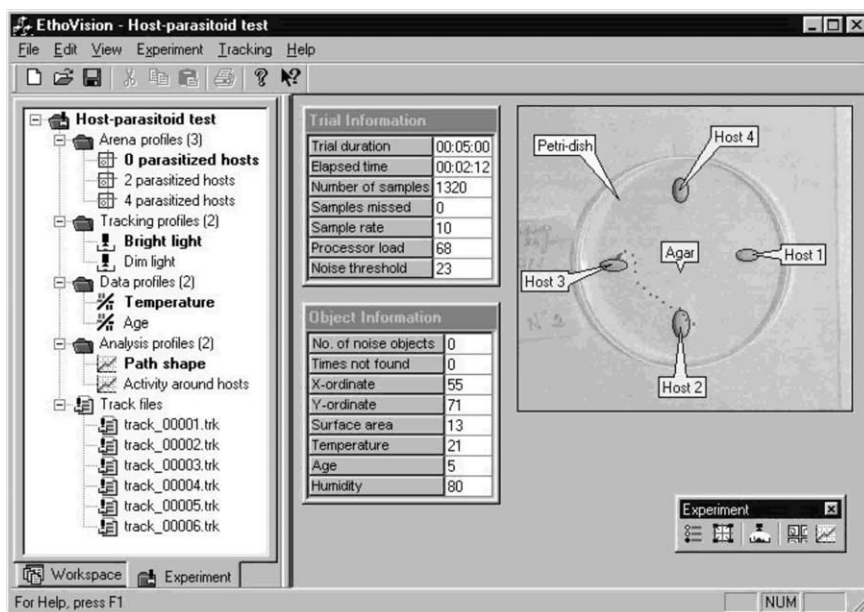 EthoVision - Host-parasitoid test
File Edit View Experiment Tracking Help
Host-parasitoid test
Arena profiles (3)
0 parasitized hosts
2 parasitized hosts
4 parasitized hosts
Tracking profiles (2)
Bright light
Dim light
Data profiles (2)
Temperature
Age
Analysis profiles (2)
Path shape
Activity around hosts
Track files
track_00001.trk
track_00002.trk
track_00003.trk
track_00004.trk
track_00005.trk
track_00006.trk
Workspace Experiment
Trial Information
Trial duration 00:05:00
Elapsed time 00:02:12
Number of samples 1320
Samples missed 0
Sample rate 10
Processor load 68
Noise threshold 23
Object Information
No. of noise objects 0
Times not found 0
X-ordinate 55
Y-ordinate 71
Surface area 13
Temperature 21
Age 5
Humidity 80
Host 4
Petri-dish
Agar
Host 1
Host 3
N°2
Host 2
Experiment
For Help, press F1
NUM